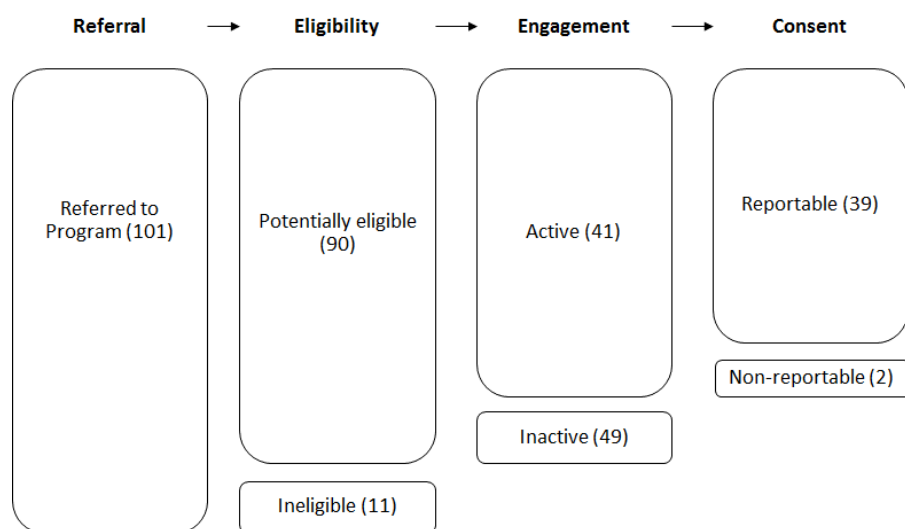 Referral
Eligibility
Engagement
Consent
Referred to
Program (101)
Potentially eligible
(90)
Ineligible (11)
Active (41)
Inactive (49)
Reportable (39)
Non-reportable (2)